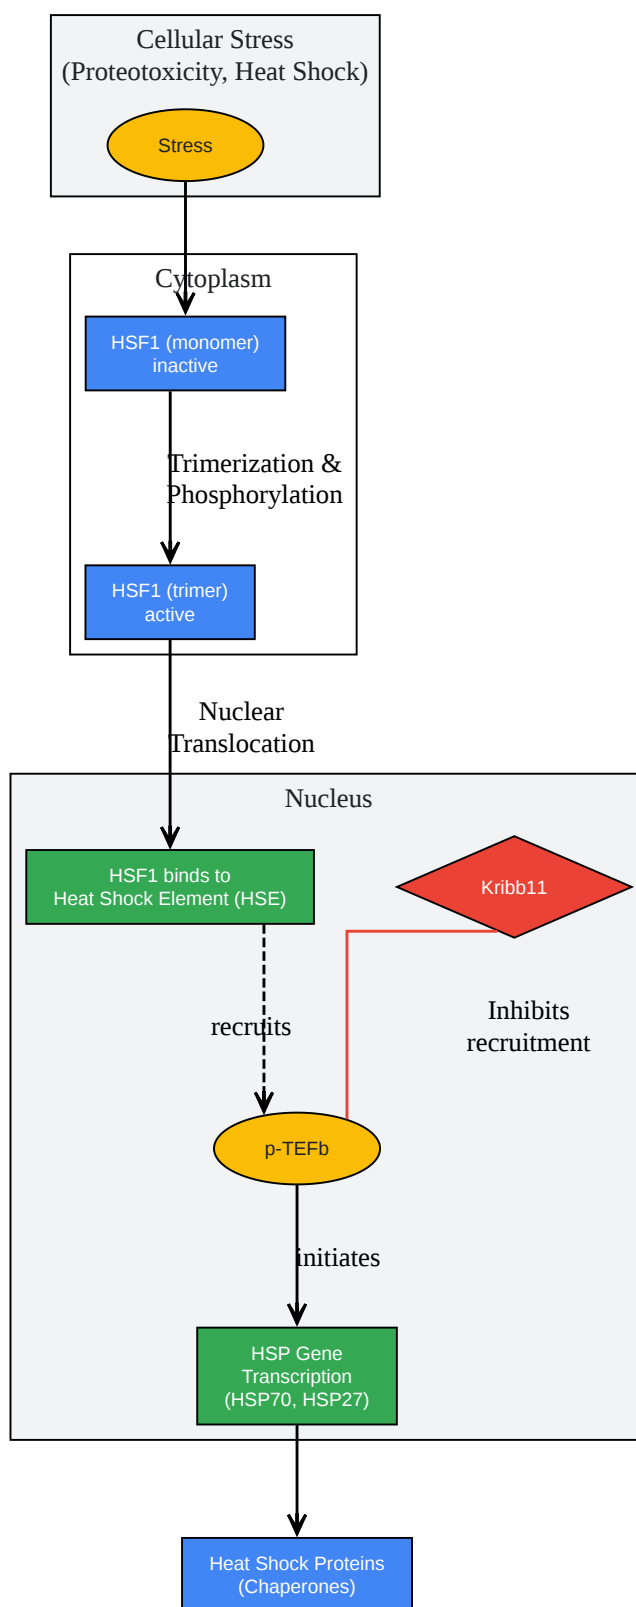 Cellular Stress
(Proteotoxicity, Heat Shock)
Stress
Cytoplasm
HSF1 (monomer)
inactive
Trimerization &
Phosphorylation
HSF1 (trimer)
active
Nuclear
Translocation
Nucleus
HSF1 binds to
Heat Shock Element (HSE)
Kribb11
recruits
Inhibits
recruitment
p-TEFb
initiates
HSP Gene
Transcription
(HSP70, HSP27)
Heat Shock Proteins
(Chaperones)